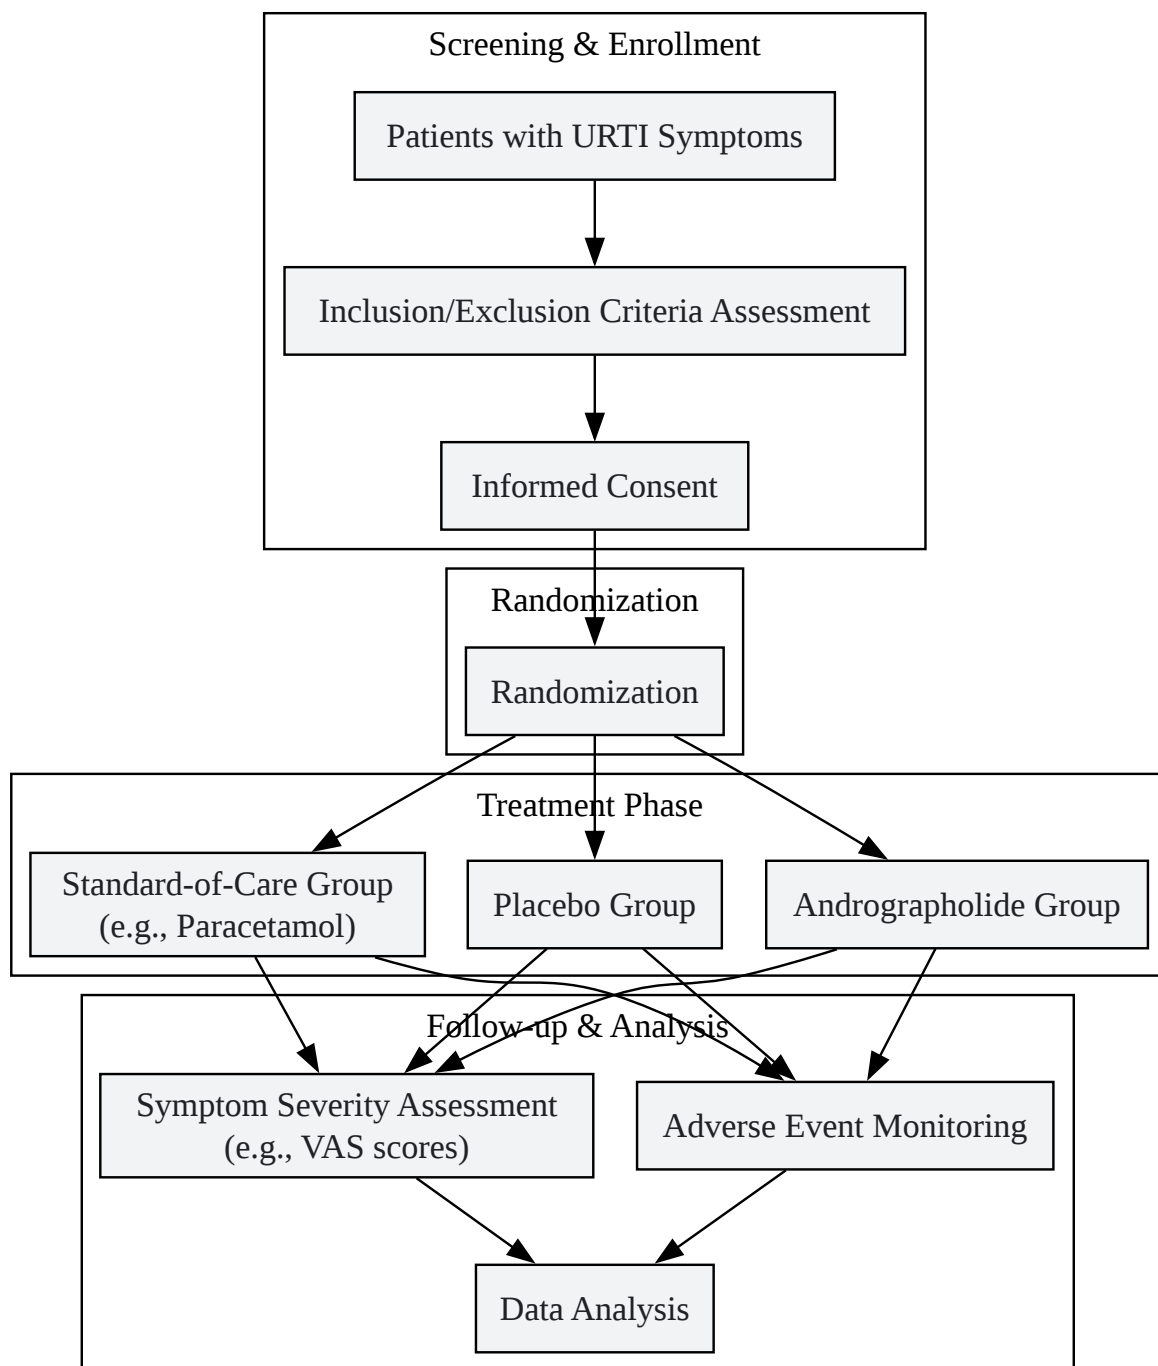 Screening & Enrollment
Patients with URTI Symptoms
Inclusion/Exclusion Criteria Assessment
Informed Consent
Randomization
Randomization
Treatment Phase
Standard-of-Care Group
(e.g., Paracetamol)
Placebo Group
Andrographolide Group
Follow-up & Analysis
Symptom Severity Assessment
(e.g., VAS scores)
Adverse Event Monitoring
Data Analysis